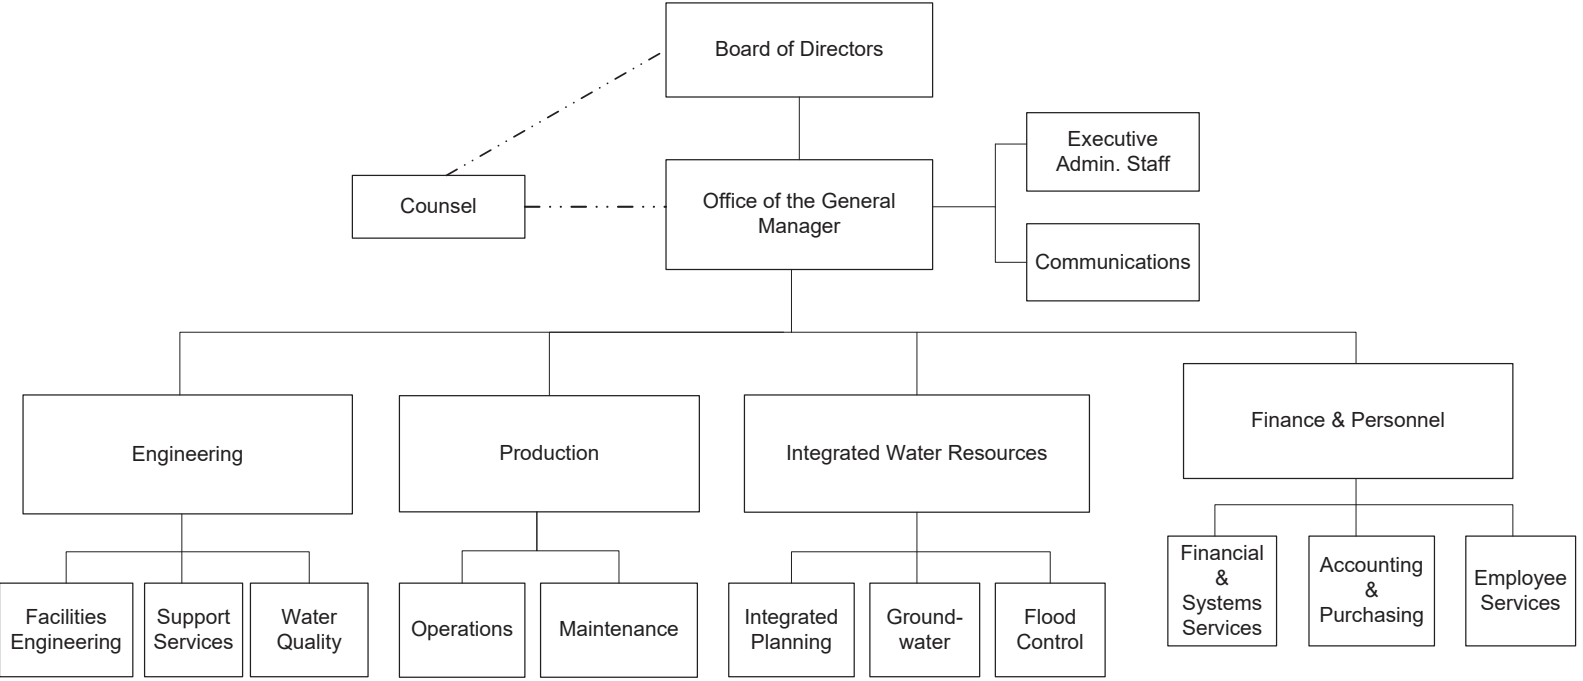 Board of Directors
Executive
Admin. Staff
Counsel
Office of the General
Manager
Communications
Engineering
Production
Integrated Water Resources
Finance & Personnel
Facilities
Engineering
Support
Services
Water
Quality
Operations
Maintenance
Integrated
Planning
Ground-
water
Flood
Control
Financial
&
Systems
Services
Accounting
&
Purchasing
Employee
Services